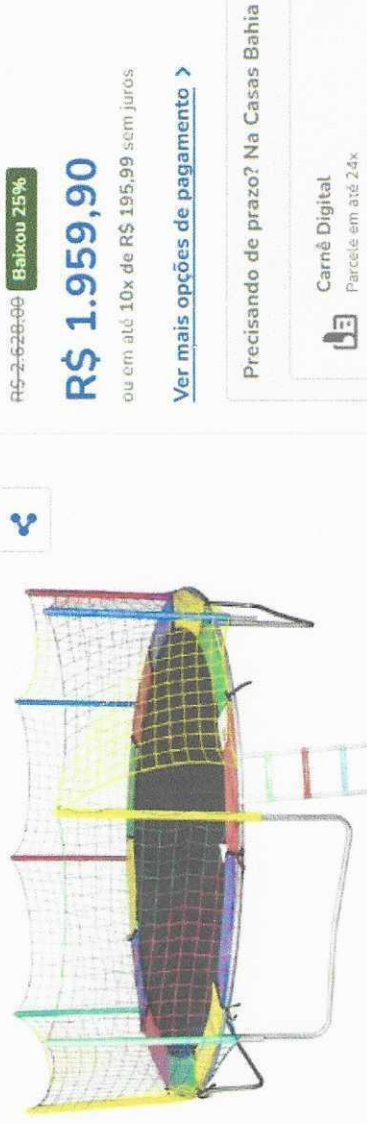 R$ 2.628,00 Baixou 25%
R$ 1.959,90
ou em até 10x de R$ 195,99 sem juros
Ver mais opções de pagamento
Precisando de prazo? Na Casas Bahia
Carnê Digital
Parcele em até 24x